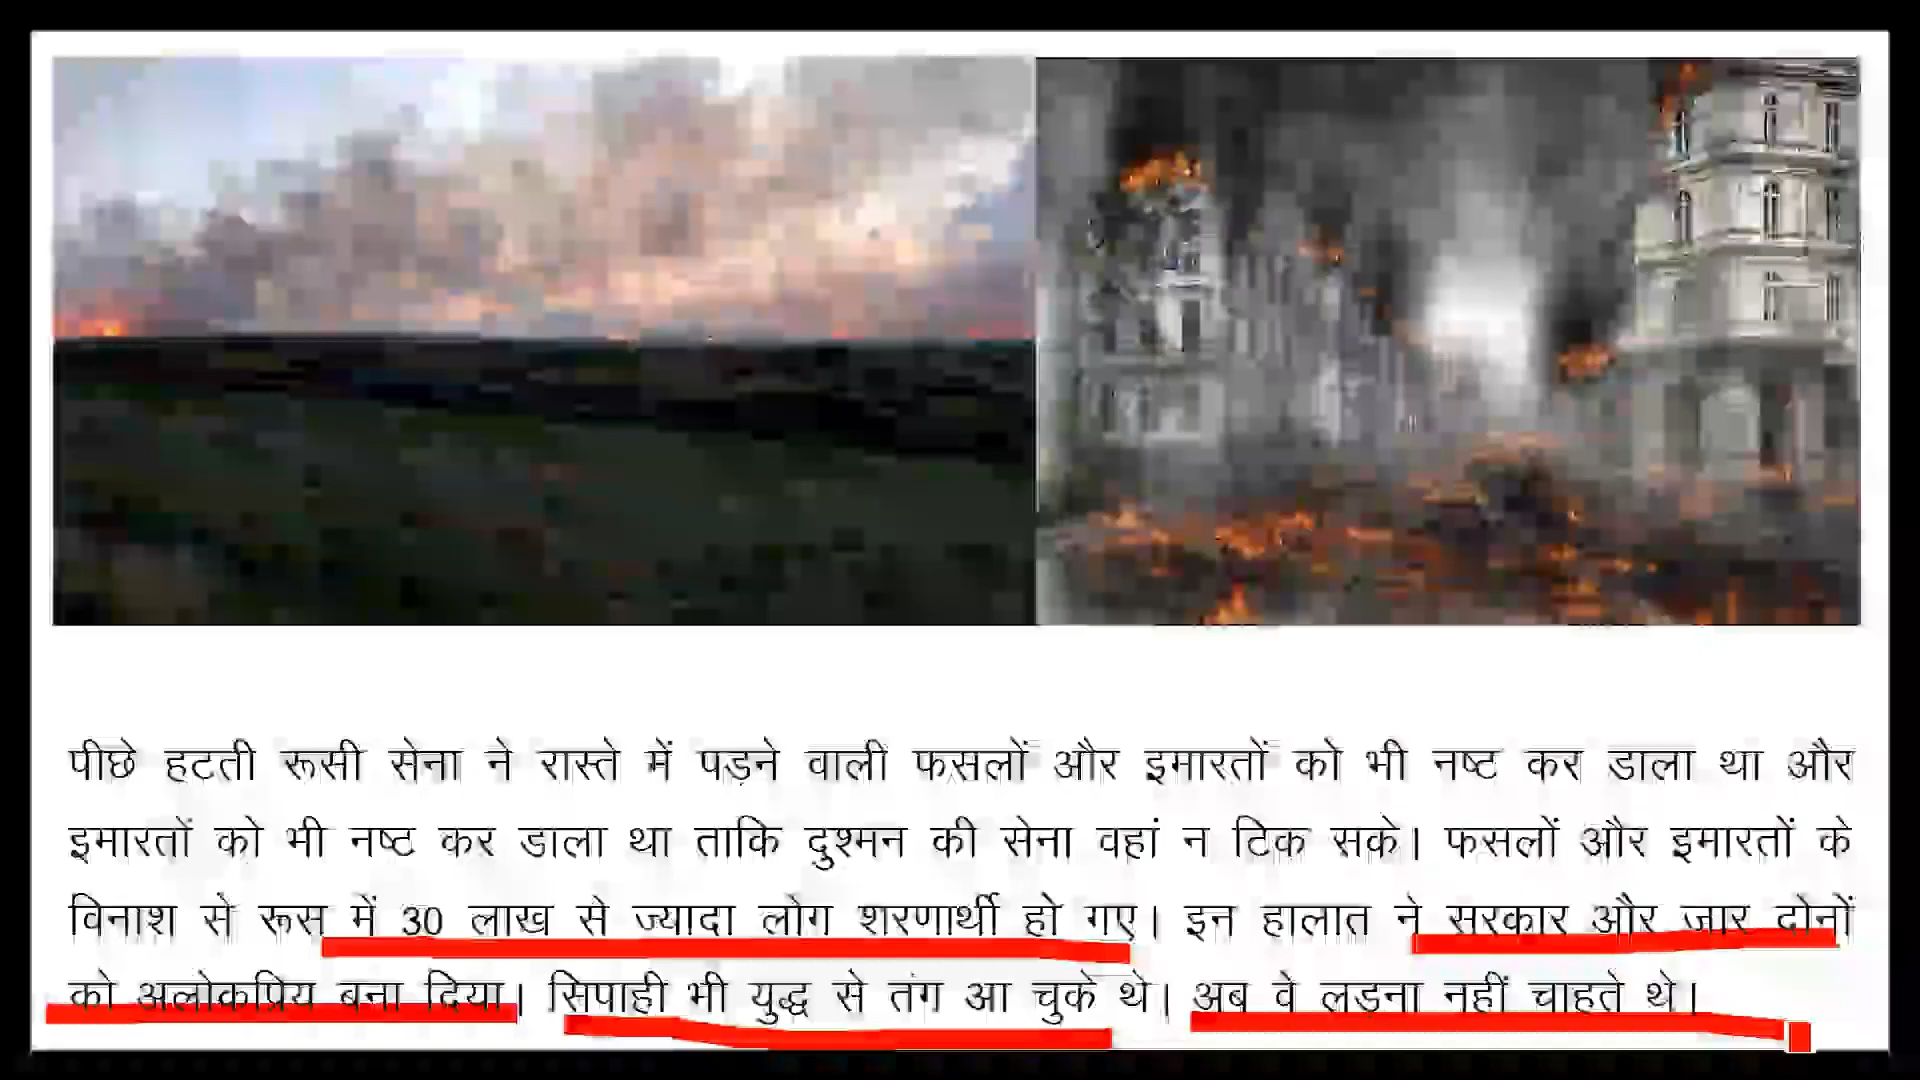 पीछे हटती रूसी सेना ने रास्ते में पड़ने वाली फसलों और इमारतों को भी नष्ट कर डाला था और
इमारतों को भी नष्ट कर डाला था ताकि दुश्मन की सेना वहां न टिक सके। फसलों और इमारतों के
विनाश से रूस में 30 लाख से ज्यादा लोग शरणार्थी हो गए। इन हालात ने सरकार और जार दोनों
को अलोकप्रिय बना दिया। सिपाही भी युद्ध से तंग आ चुके थे। अब वे लड़ना नहीं चाहते थे।